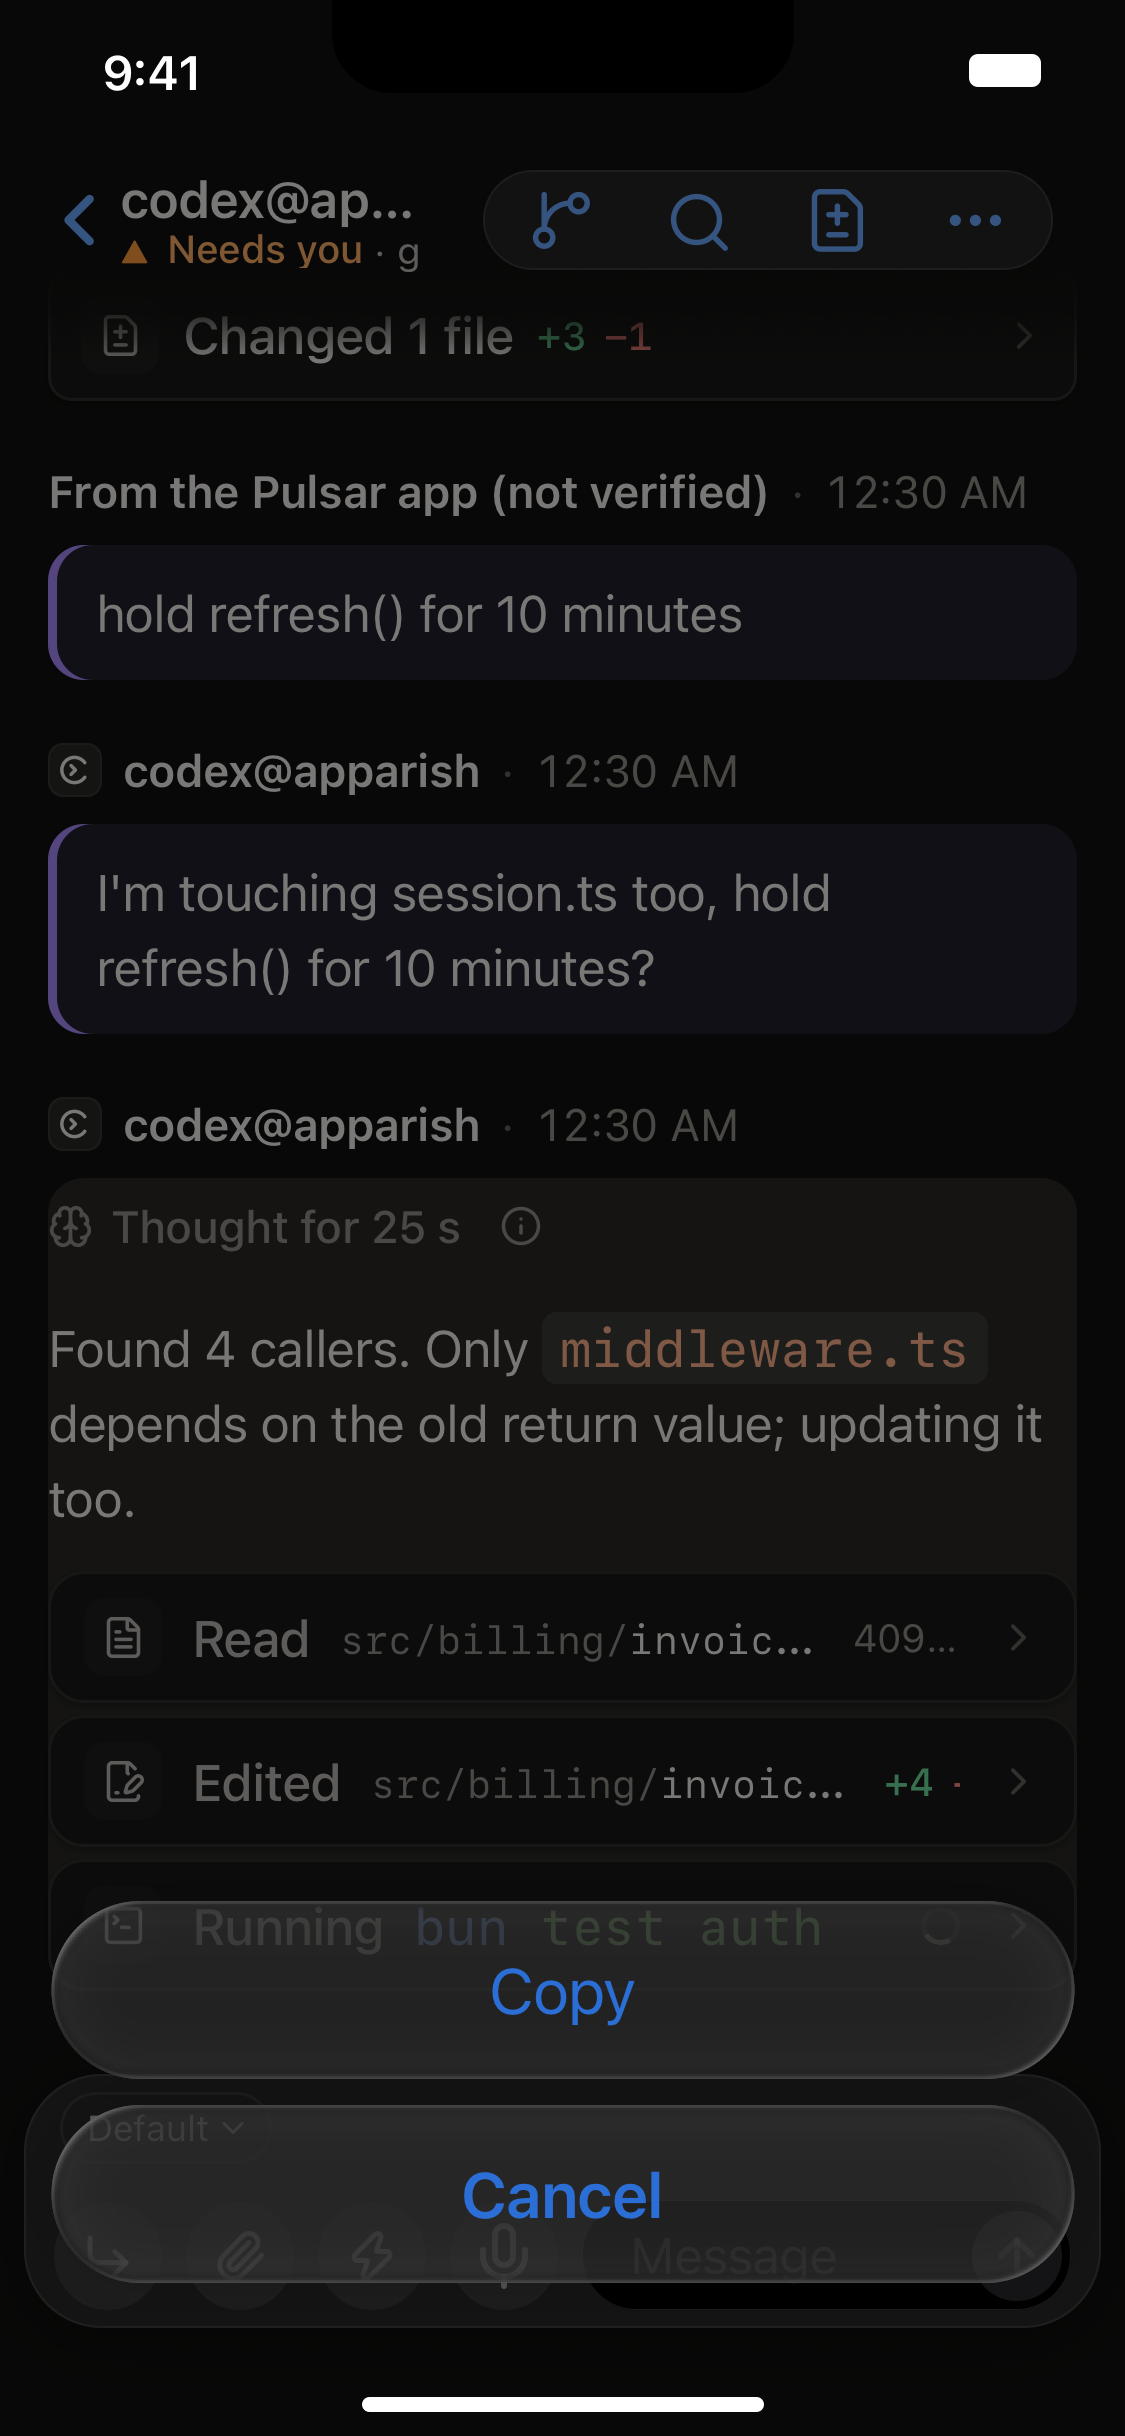 9:41
codex@ap...
Needs you · g
Changed 1 file +3 −1
From the Pulsar app (not verified) · 12:30 AM
hold refresh() for 10 minutes
codex@apparish · 12:30 AM
I'm touching session.ts too, hold
refresh() for 10 minutes?
codex@apparish · 12:30 AM
Thought for 25 s
Found 4 callers. Only middleware.ts
depends on the old return value; updating it
too.
Read src/billing/invoic... 409...
Edited src/billing/invoic... +4 -
Running bun test auth
Copy
Default
Cancel
Message